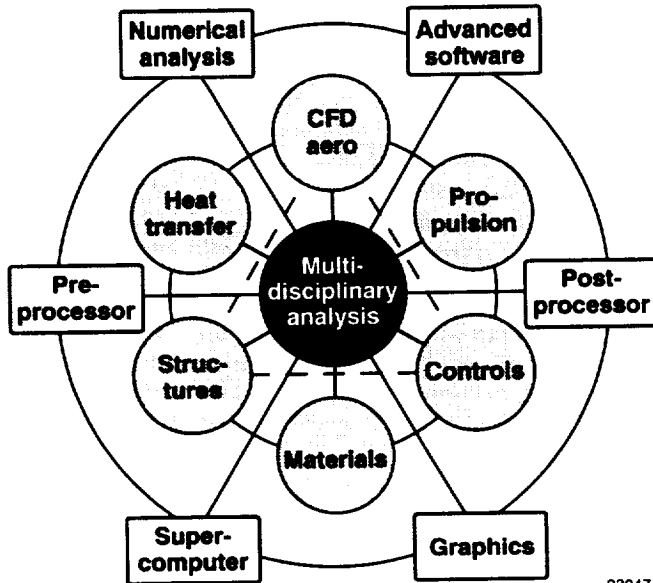 Numerical
analysis
Advanced
software
CFD
aero
Heat
transfer
Pro-
pulsion
Multi-
disciplinary
analysis
Pre-
processor
Post-
processor
Struc-
tures
Controls
Materials
Super-
computer
Graphics